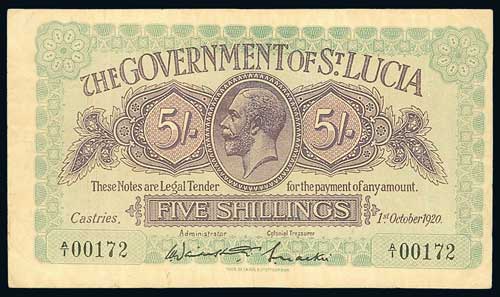 THE GOVERNMENT OF ST. LUCIA
5/- 5/-
These Notes are Legal Tender for the payment of any amount.
Castries. FIVE SHILLINGS 1st October 1920.
Administrator Colonial Treasurer
A/1 00172 A/1 00172